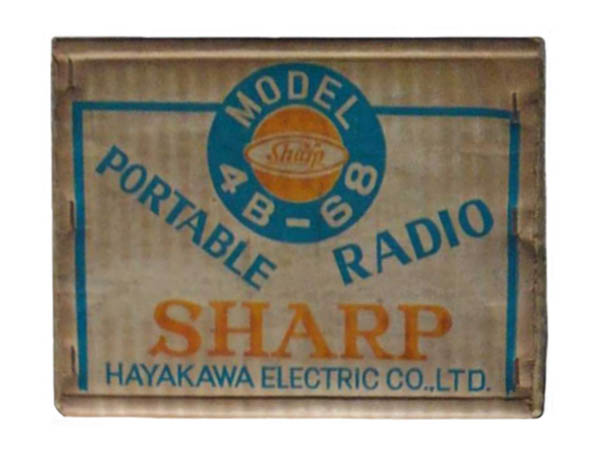 MODEL
Sharp
4B-68
PORTABLE RADIO
SHARP
HAYAKAWA ELECTRIC CO.,LTD.